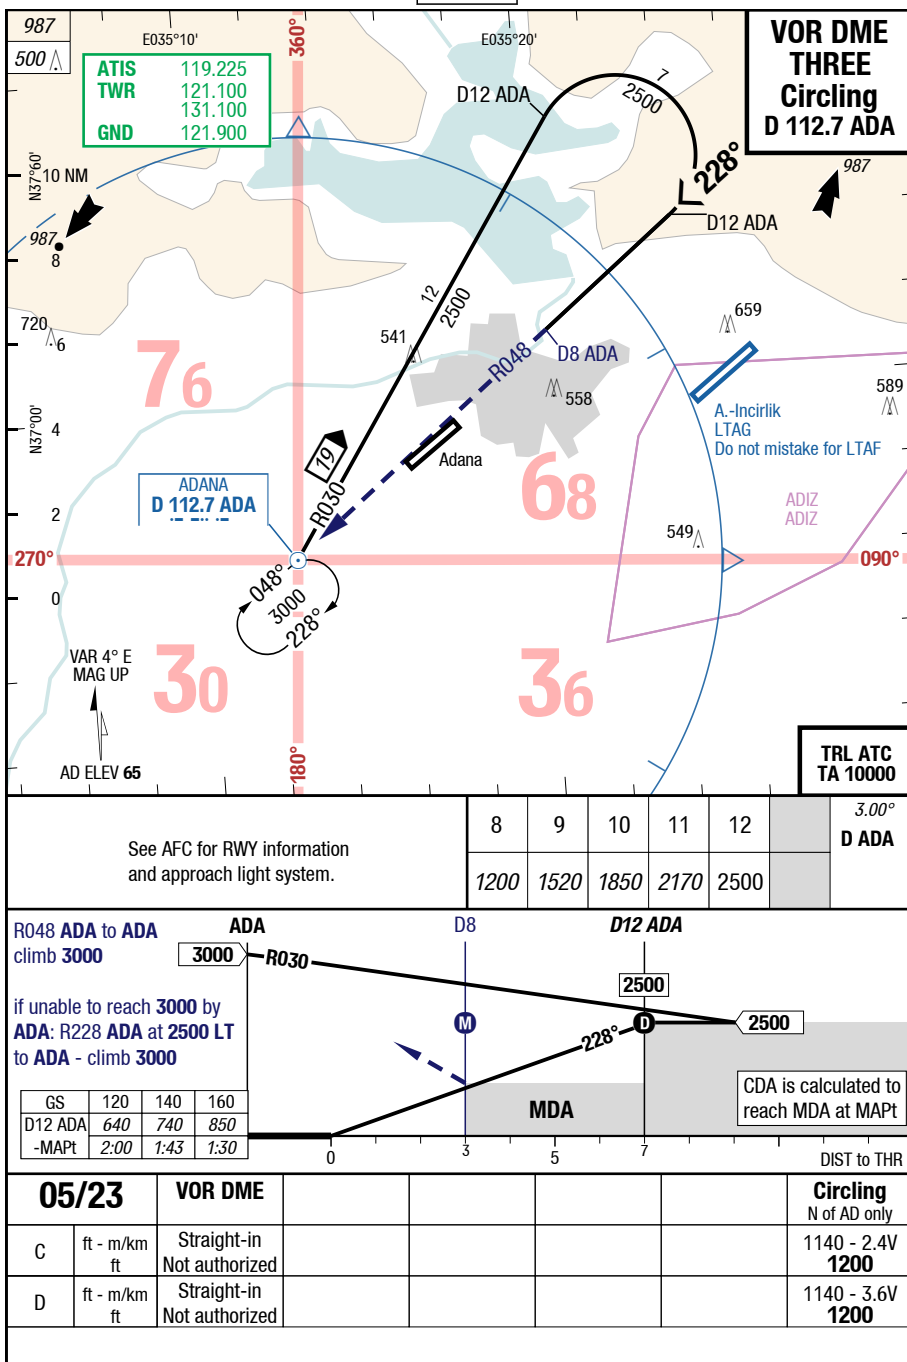 987
500
E035°10'
360°
E035°20'
VOR DME
THREE
Circling
D 112.7 ADA
ATIS 119.225
TWR 121.100
131.100
GND 121.900
D12 ADA
7
2500
228°
987
D12 ADA
N37°60'
10 NM
987
8
12
2500
720
6
541
659
R048
D8 ADA
76
558
589
A.-Incirlik
LTAG
Do not mistake for LTAF
N37°00'
4
Adana
19
R030
ADANA
D 112.7 ADA
68
ADIZ
ADIZ
2
549
270°
090°
0
048°
3000
228°
VAR 4° E
MAG UP
30
36
180°
AD ELEV 65
TRL ATC
TA 10000
See AFC for RWY information
and approach light system.
8 9 10 11 12
3.00°
D ADA
1200 1520 1850 2170 2500
R048 ADA to ADA
climb 3000
if unable to reach 3000 by
ADA: R228 ADA at 2500 LT
to ADA - climb 3000
ADA
D8
D12 ADA
3000
R030
2500
M
228°
D
2500
MDA
CDA is calculated to
reach MDA at MAPt
GS 120 140 160
D12 ADA 640 740 850
-MAPt 2:00 1:43 1:30
0 3 5 7
DIST to THR
05/23 VOR DME
Circling
N of AD only
C
ft - m/km
ft
Straight-in
Not authorized
1140 - 2.4V
1200
D
ft - m/km
ft
Straight-in
Not authorized
1140 - 3.6V
1200